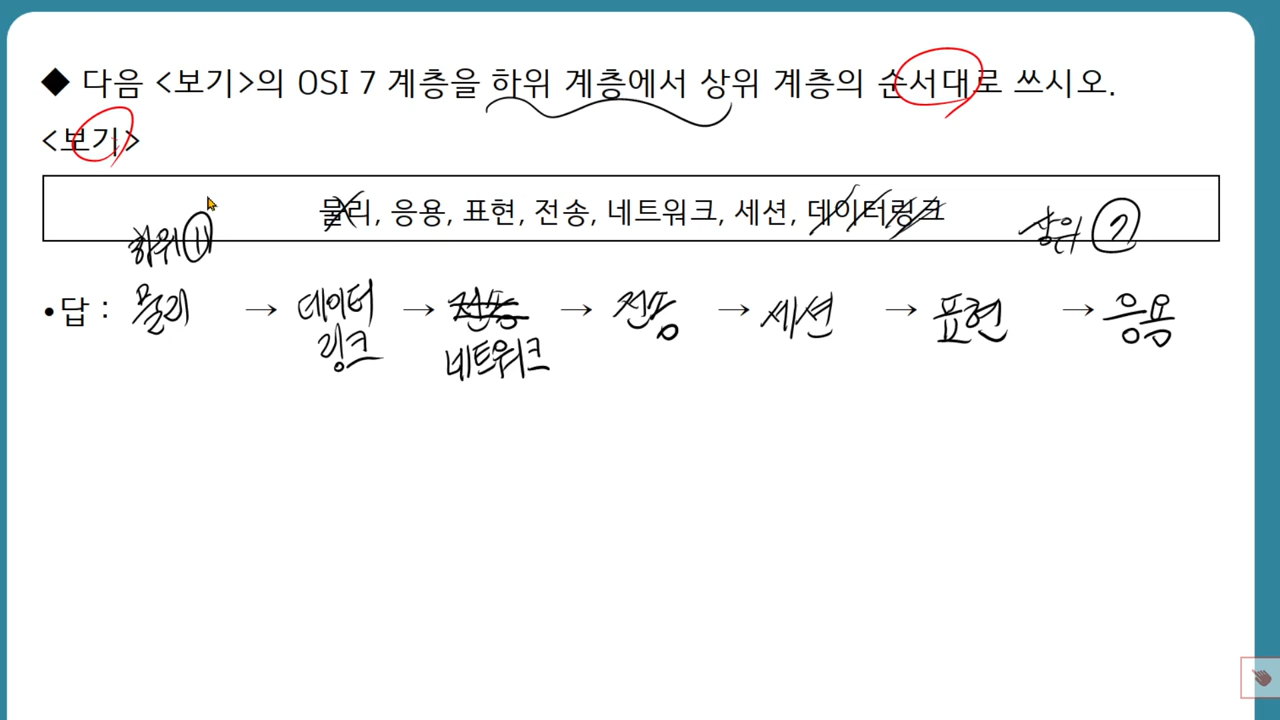 ◆ 다음 <보기>의 OSI 7 계층을 하위 계층에서 상위 계층의 순서대로 쓰시오.
<보기>
물리, 응용, 표현, 전송, 네트워크, 세션, 데이터링크
하위 ① 상위 ⑦
•답 : 물리 → 데이터 링크 → 전송 네트워크 → 전송 → 세션 → 표현 → 응용